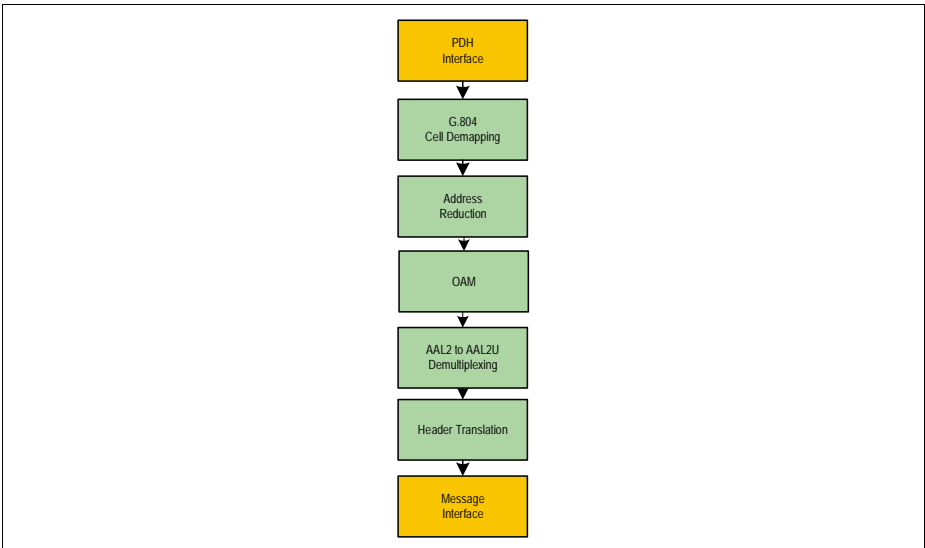 PDH
Interface
G.804
Cell Demapping
Address
Reduction
OAM
AAL2 to AAL2U
Demultiplexing
Header Translation
Message
Interface